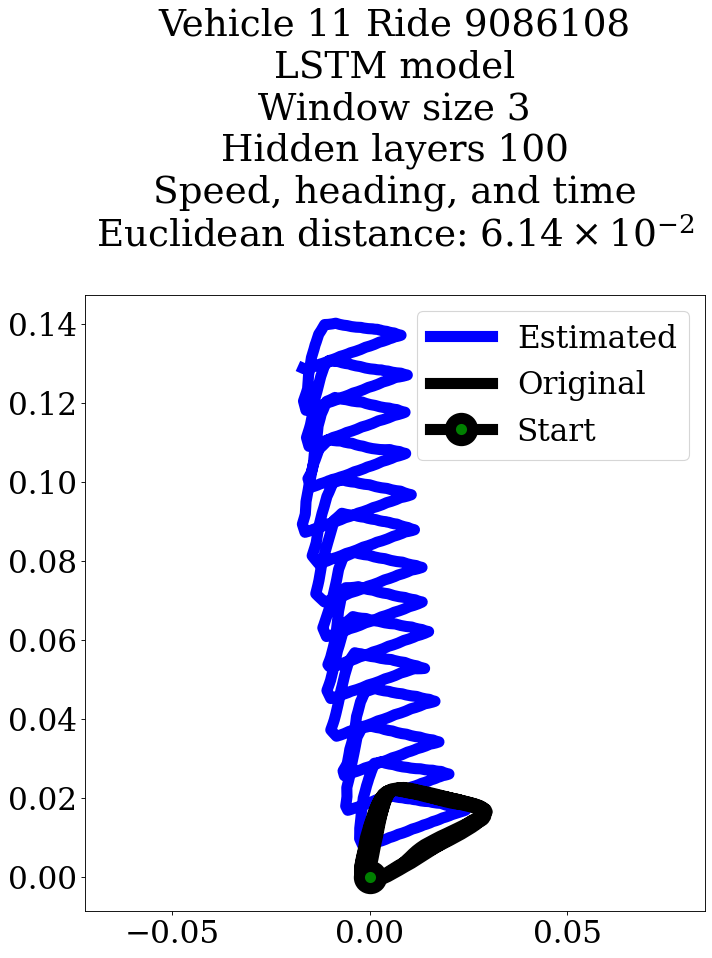 Vehicle 11 Ride 9086108
LSTM model
Window size 3
Hidden layers 100
Speed, heading, and time
Euclidean distance: 6.14 × 10⁻²
Estimated
Original
Start
0.14
0.12
0.10
0.08
0.06
0.04
0.02
0.00
−0.05 0.00 0.05